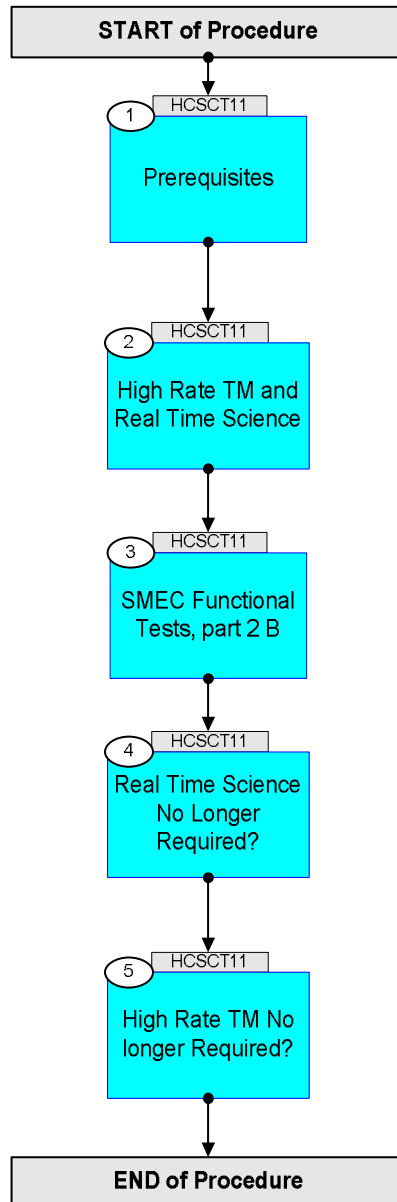 START of Procedure
HCSCT11
1
Prerequisites
HCSCT11
2
High Rate TM and
Real Time Science
HCSCT11
3
SMEC Functional
Tests, part 2 B
HCSCT11
4
Real Time Science
No Longer
Required?
HCSCT11
5
High Rate TM No
longer Required?
END of Procedure